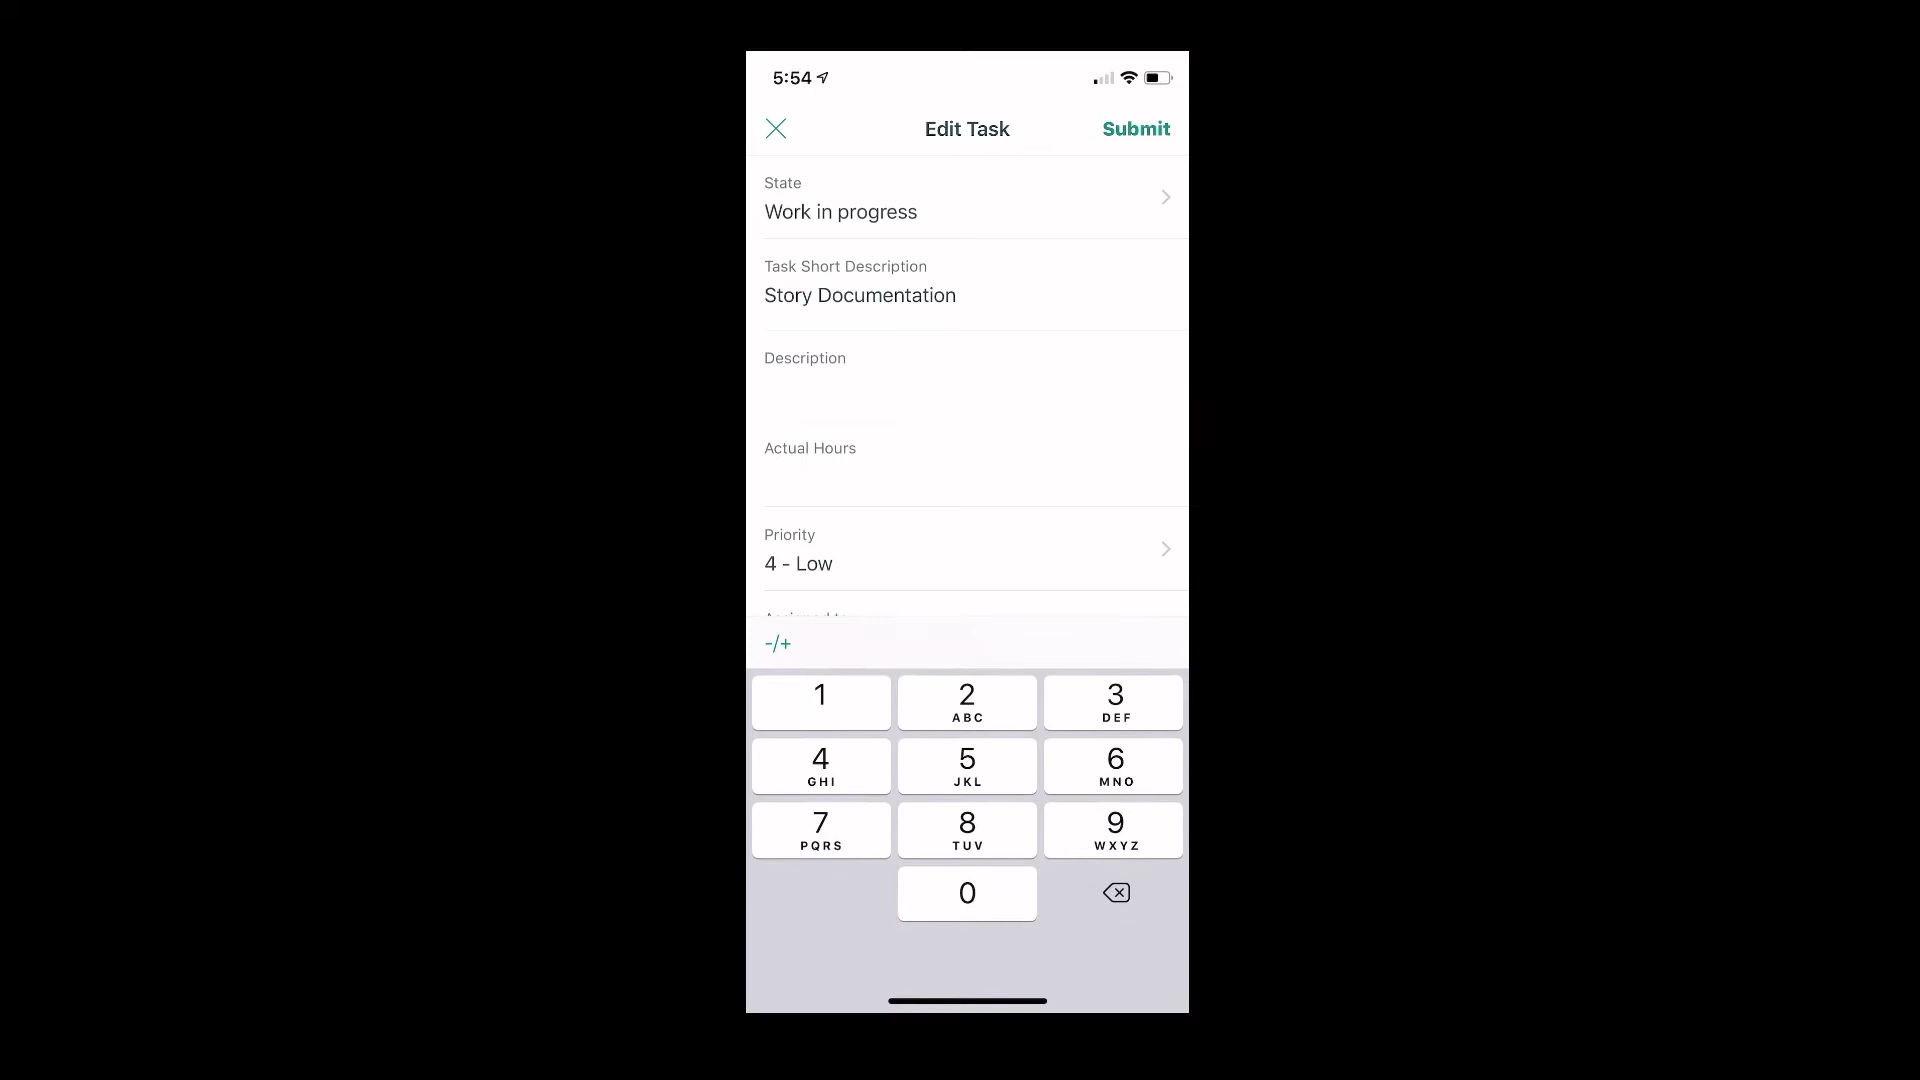 5:54
Edit Task
Submit
State
Work in progress
Task Short Description
Story Documentation
Description
Actual Hours
Priority
4 - Low
-/+
1
2
ABC
3
DEF
4
GHI
5
JKL
6
MNO
7
PQRS
8
TUV
9
WXYZ
0